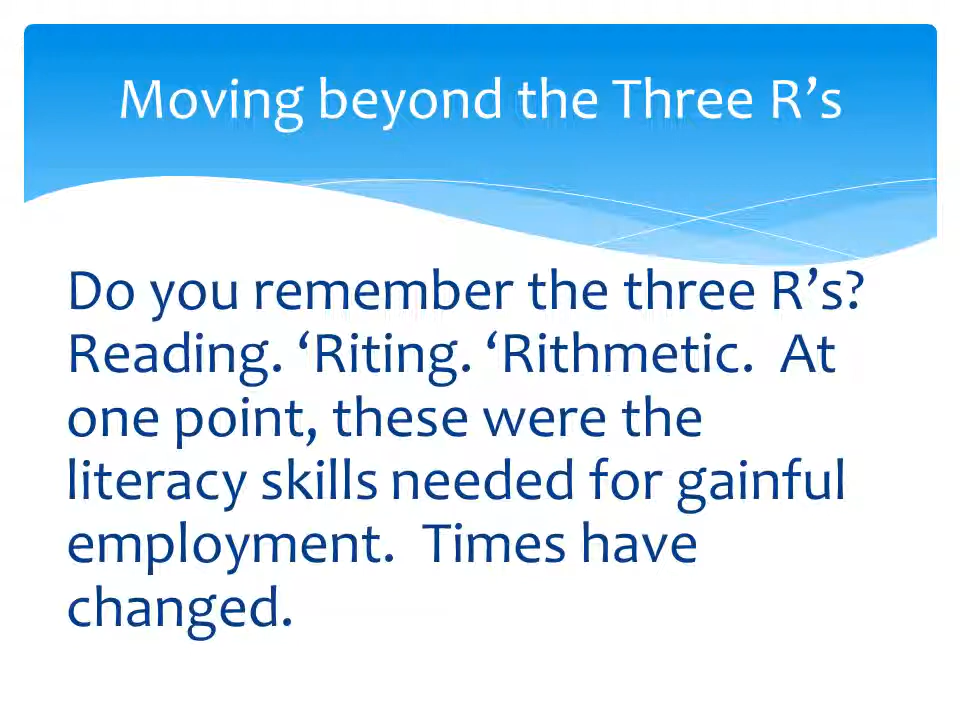 Moving beyond the Three R’s
Do you remember the three R’s?
Reading. ‘Riting. ‘Rithmetic.  At
one point, these were the
literacy skills needed for gainful
employment.  Times have
changed.